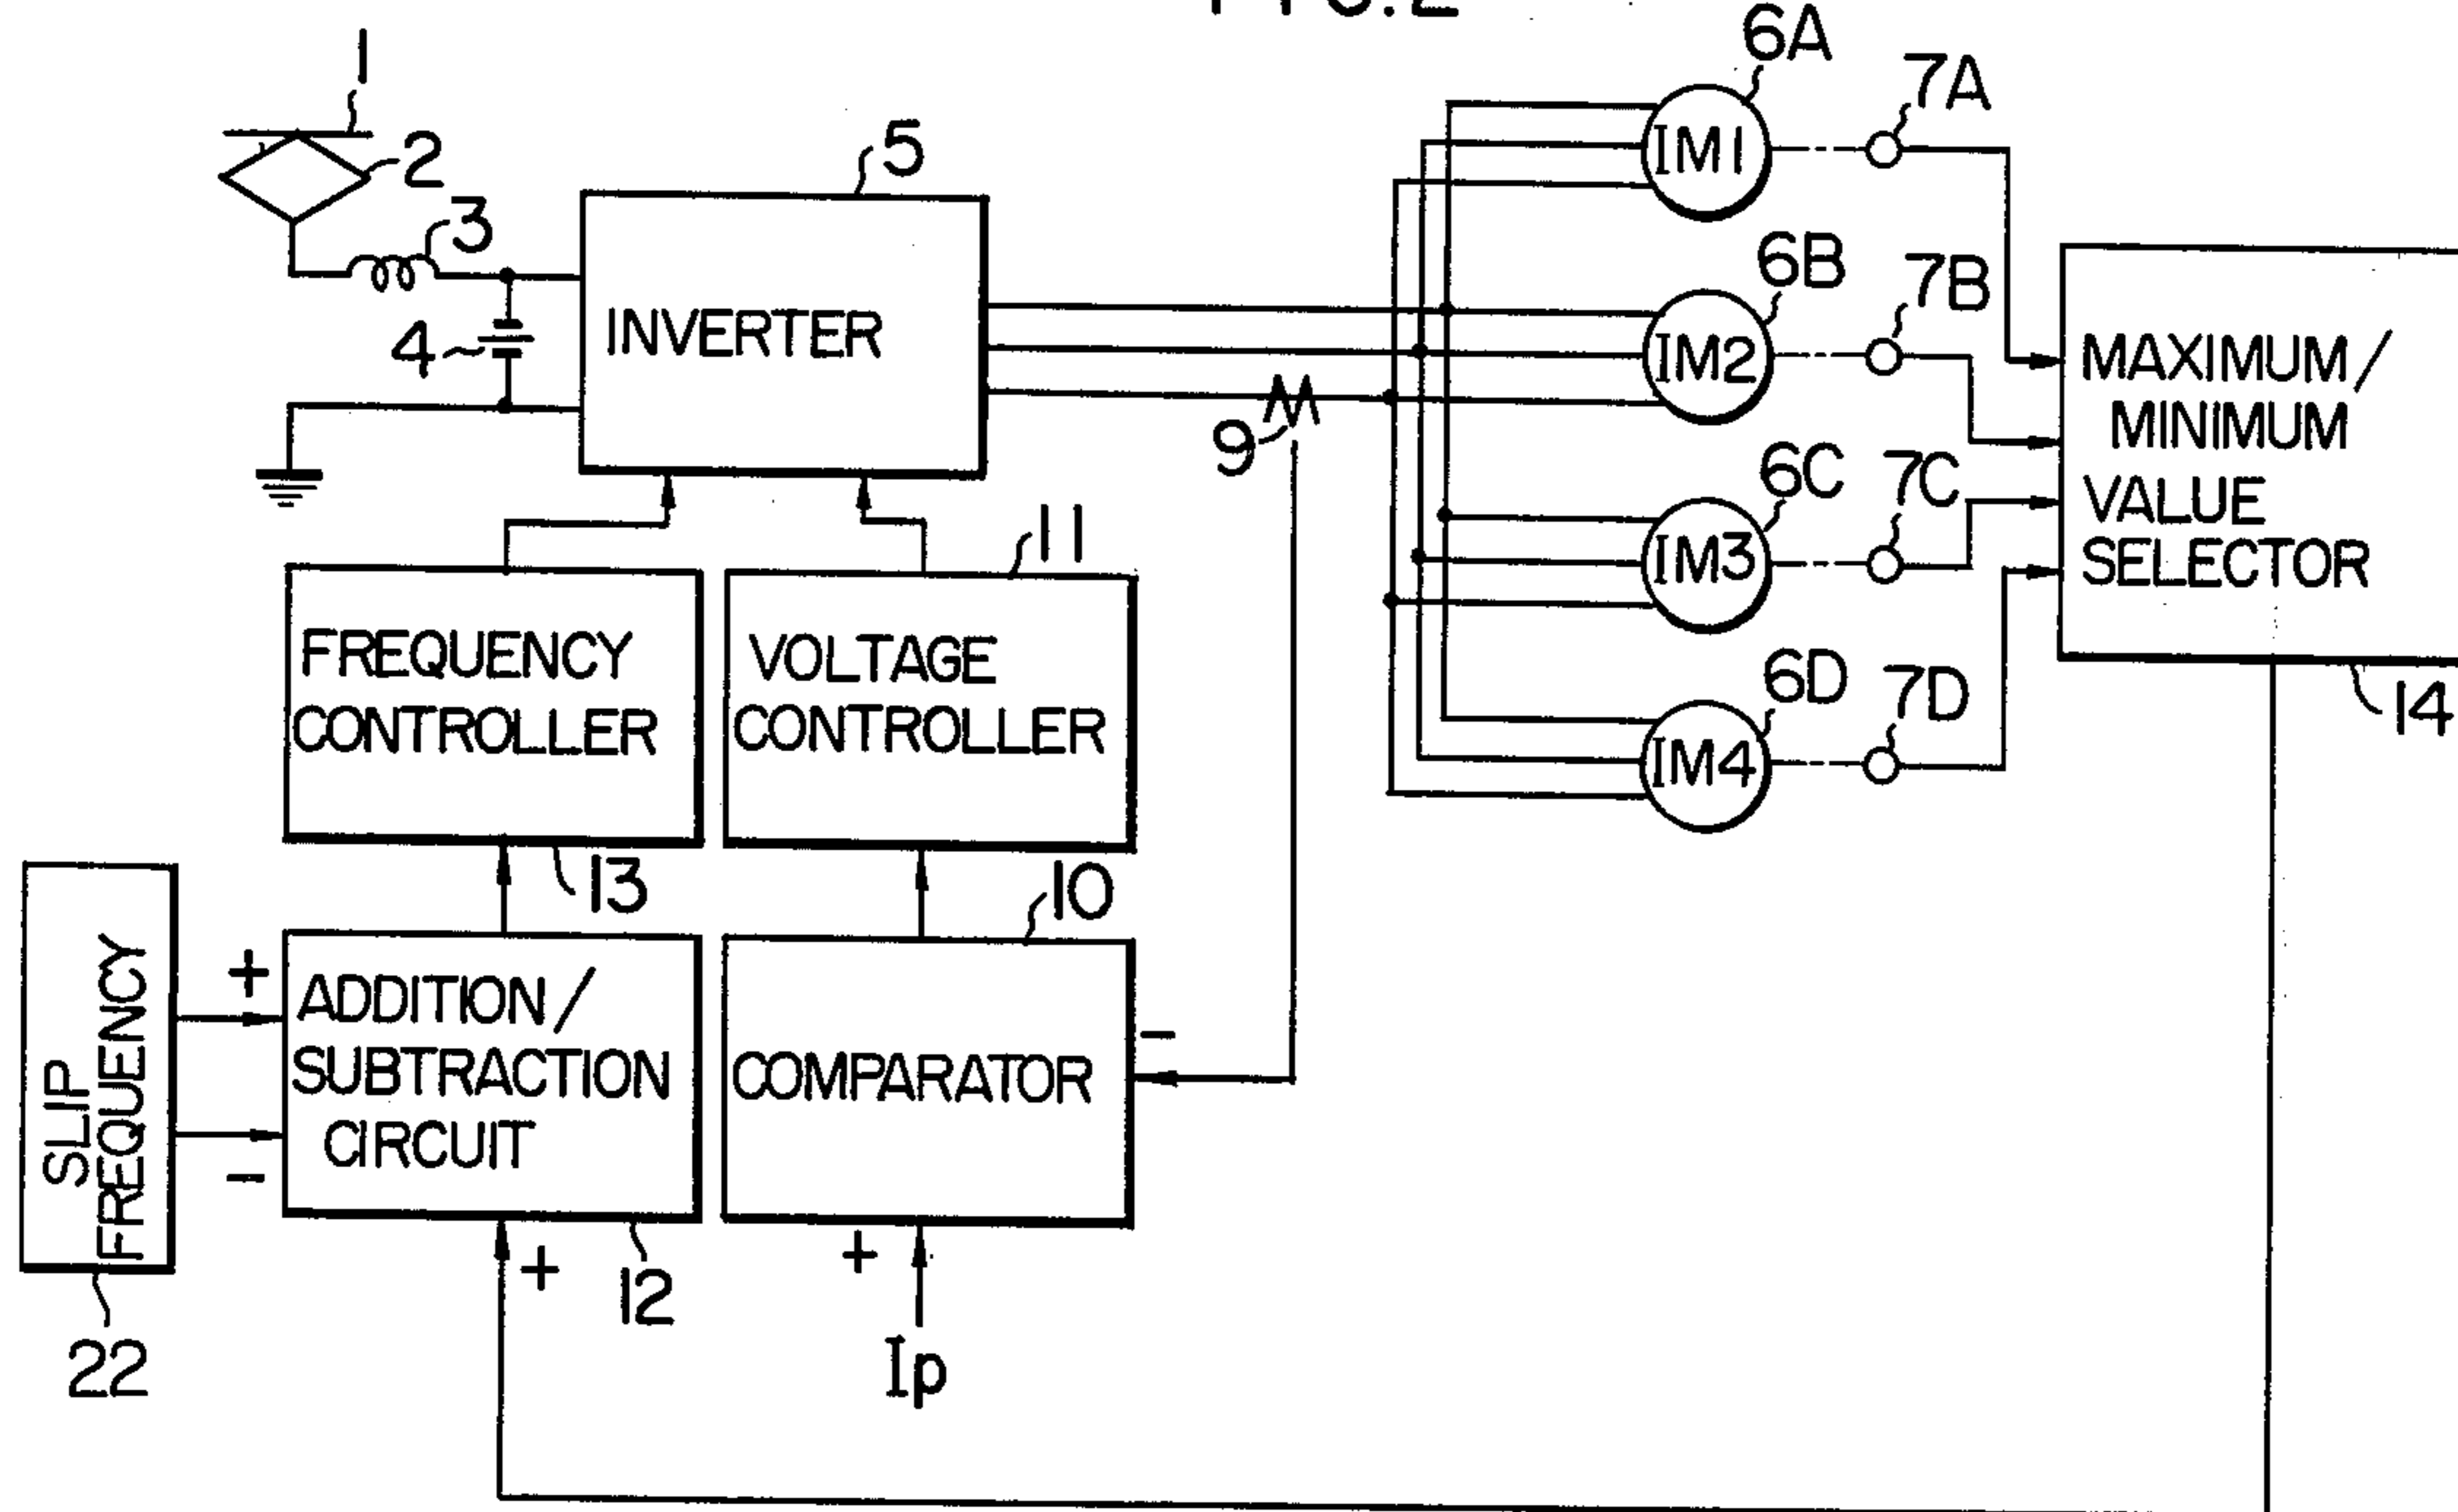 FIG.2
1
2
3
4
5
INVERTER
6A
7A
IM1
6B
7B
IM2
9
6C
7C
IM3
6D
7D
IM4
MAXIMUM/
MINIMUM
VALUE
SELECTOR
14
11
FREQUENCY
CONTROLLER
VOLTAGE
CONTROLLER
13
10
SLIP
FREQUENCY
22
+
-
ADDITION/
SUBTRACTION
CIRCUIT
+
12
COMPARATOR
-
+
Ip